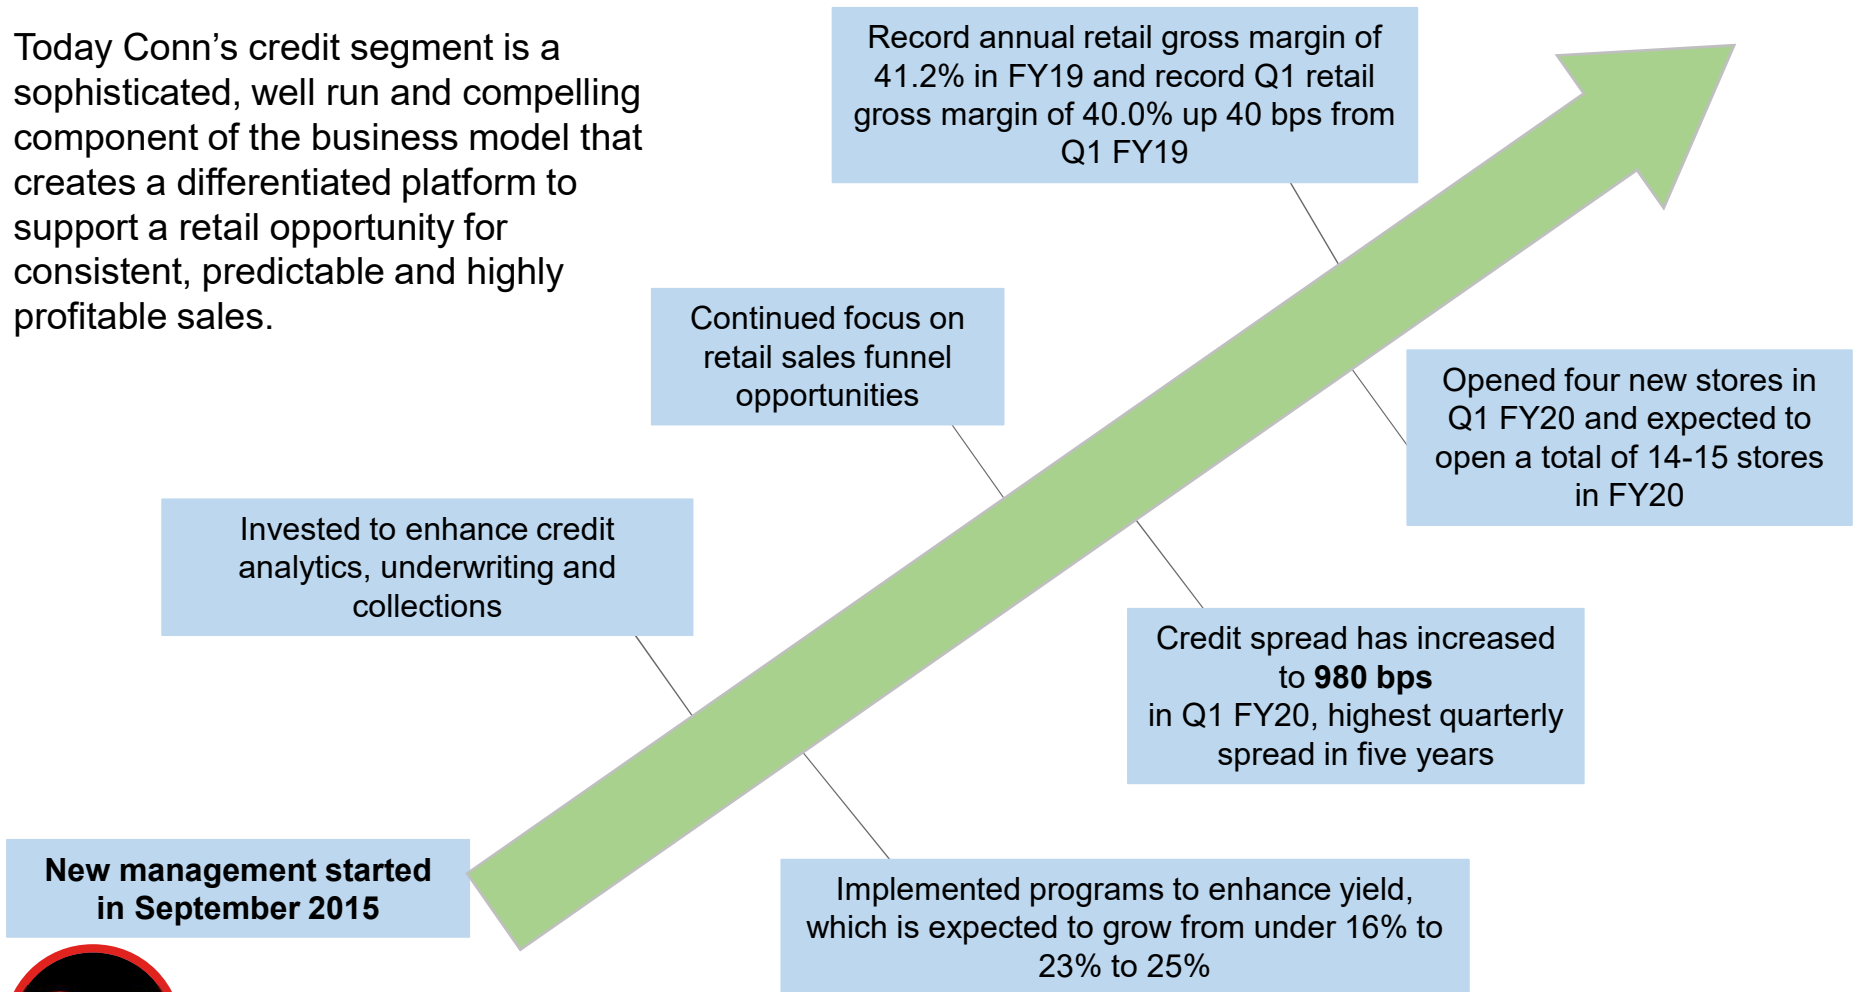 Today Conn’s credit segment is a
sophisticated, well run and compelling
component of the business model that
creates a differentiated platform to
support a retail opportunity for
consistent, predictable and highly
profitable sales.
Record annual retail gross margin of
41.2% in FY19 and record Q1 retail
gross margin of 40.0% up 40 bps from
Q1 FY19
Continued focus on
retail sales funnel
opportunities
Opened four new stores in
Q1 FY20 and expected to
open a total of 14-15 stores
in FY20
Invested to enhance credit
analytics, underwriting and
collections
Credit spread has increased
to 980 bps
in Q1 FY20, highest quarterly
spread in five years
New management started
in September 2015
Implemented programs to enhance yield,
which is expected to grow from under 16% to
23% to 25%